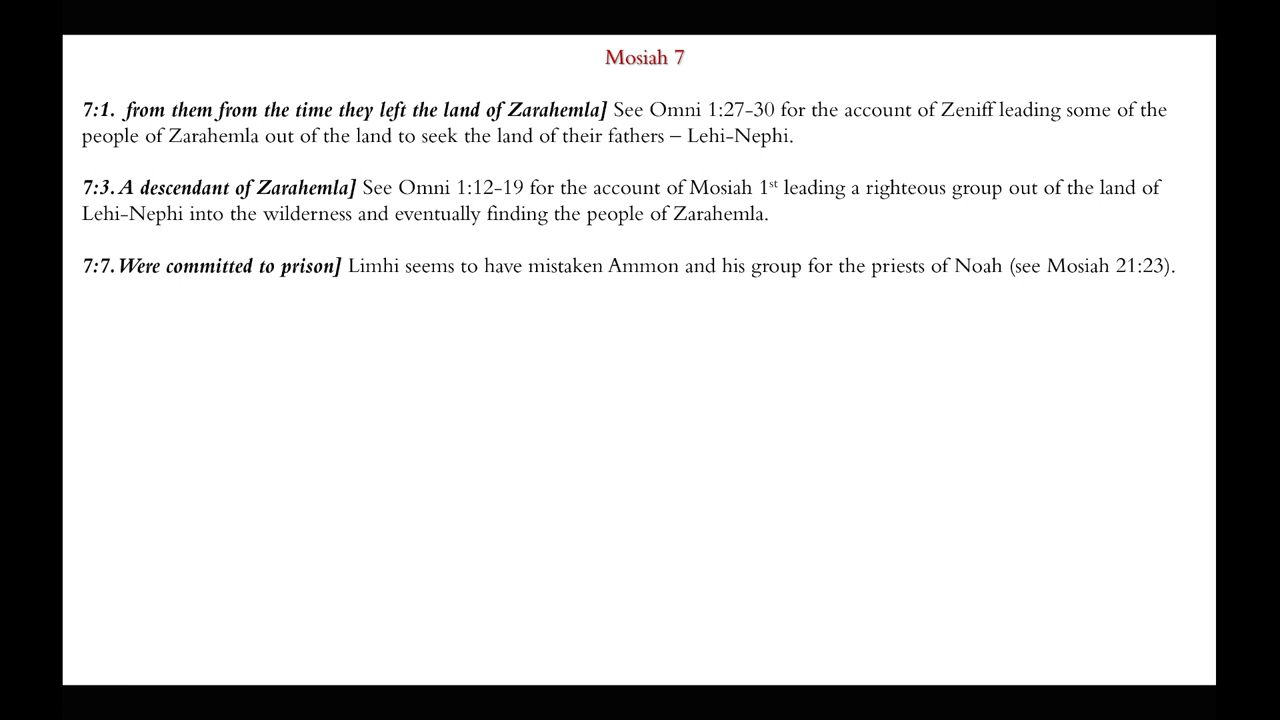 Mosiah 7
7:1. from them from the time they left the land of Zarahemla] See Omni 1:27-30 for the account of Zeniff leading some of the
people of Zarahemla out of the land to seek the land of their fathers – Lehi-Nephi.
7:3. A descendant of Zarahemla] See Omni 1:12-19 for the account of Mosiah 1st leading a righteous group out of the land of
Lehi-Nephi into the wilderness and eventually finding the people of Zarahemla.
7:7. Were committed to prison] Limhi seems to have mistaken Ammon and his group for the priests of Noah (see Mosiah 21:23).